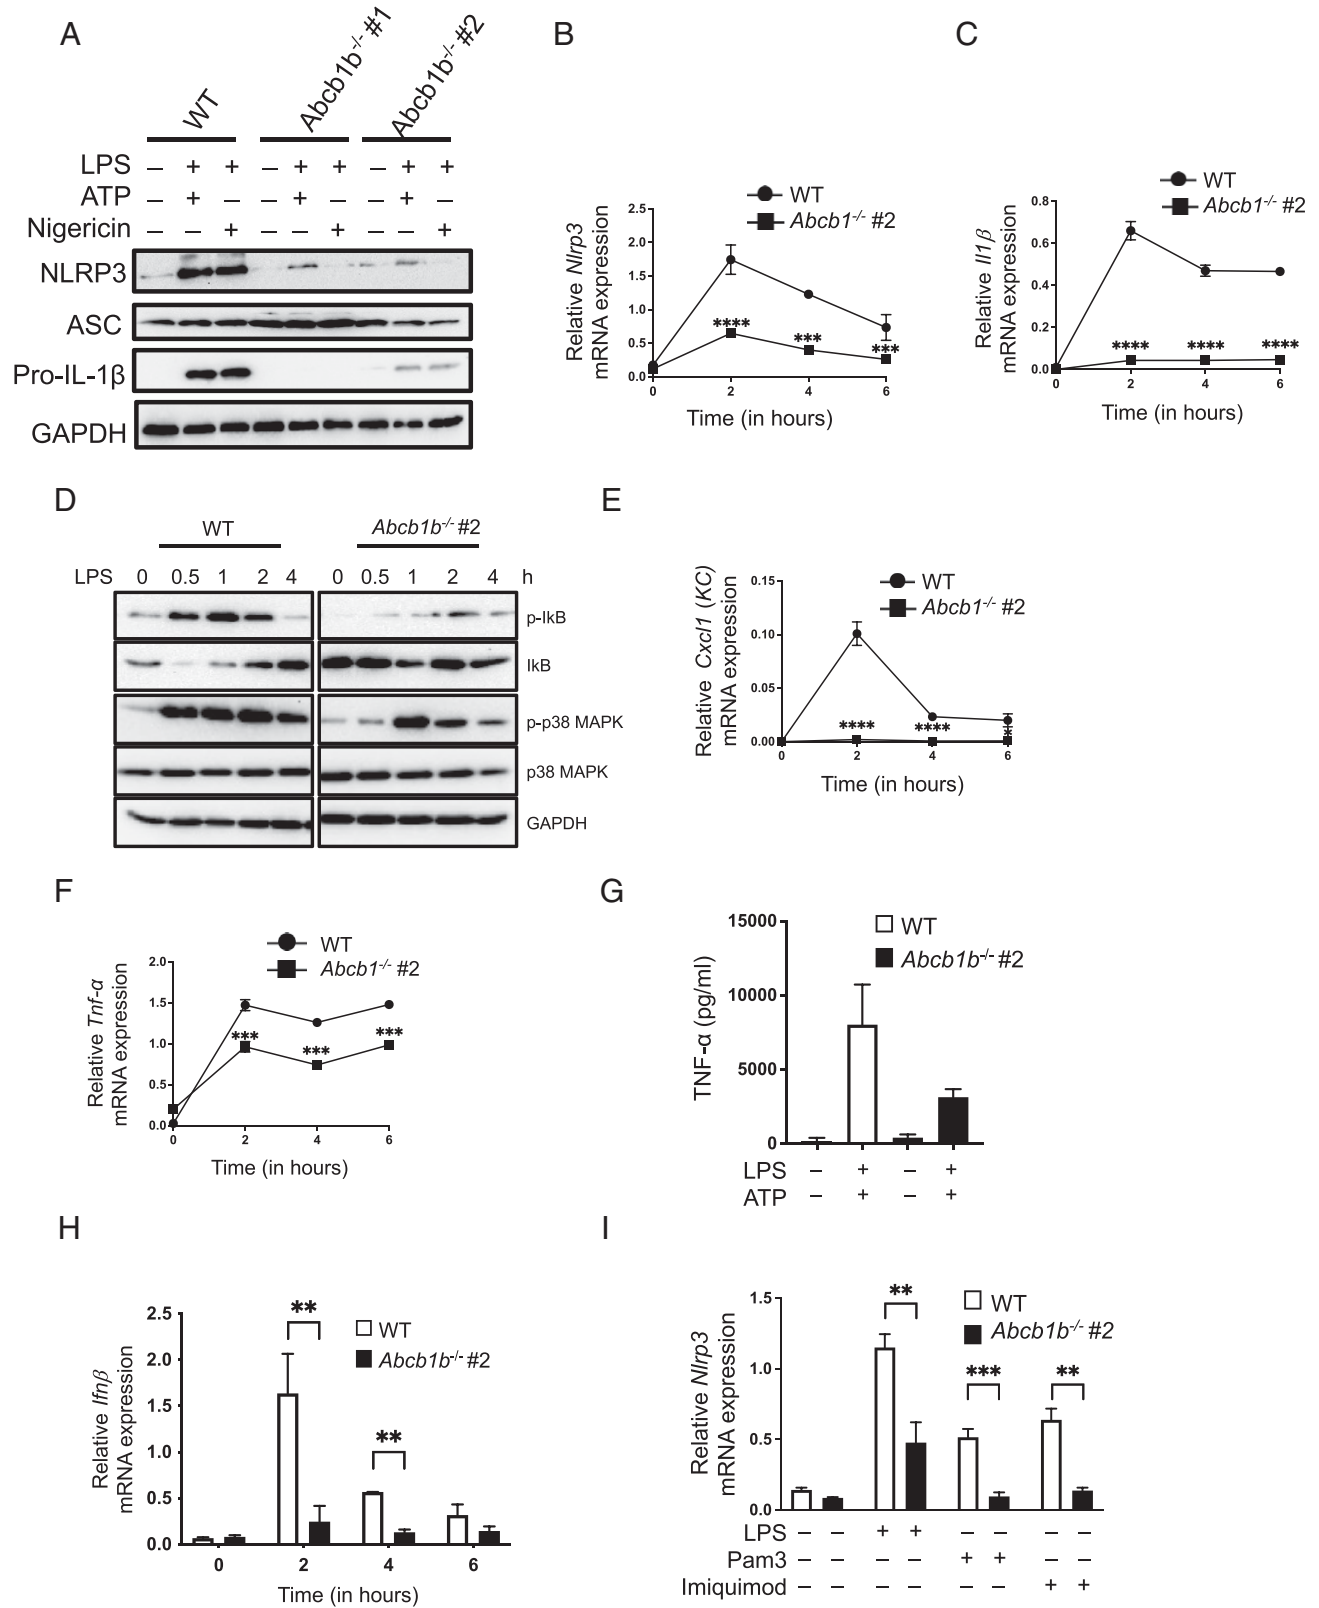 A
WT
Abcb1b-/- #1
Abcb1b-/- #2
LPS − + + − + + − + +
ATP − + − − + − − + −
Nigericin − − + − − + − − +
NLRP3
ASC
Pro-IL-1β
GAPDH
B
WT
Abcb1-/- #2
Relative Nlrp3
mRNA expression
2.5
2.0
1.5
1.0
0.5
0.0
****
***
***
0 2 4 6
Time (in hours)
C
WT
Abcb1-/- #2
Relative Il1β
mRNA expression
0.8
0.6
0.4
0.2
0.0
**** **** ****
0 2 4 6
Time (in hours)
D
WT
Abcb1b-/- #2
LPS 0 0.5 1 2 4 0 0.5 1 2 4 h
p-IkB
IkB
p-p38 MAPK
p38 MAPK
GAPDH
E
WT
Abcb1-/- #2
Relative Cxcl1 (KC)
mRNA expression
0.15
0.10
0.05
0.00
**** **** *
0 2 4 6
Time (in hours)
F
WT
Abcb1-/- #2
Relative Tnf-α
mRNA expression
2.0
1.5
1.0
0.5
0.0
*** *** ***
0 2 4 6
Time (in hours)
G
WT
Abcb1b-/- #2
TNF-α (pg/ml)
15000
10000
5000
0
LPS − + − +
ATP − + − +
H
WT
Abcb1b-/- #2
Relative Ifnβ
mRNA expression
2.5
2.0
1.5
1.0
0.5
0.0
**
**
0 2 4 6
Time (in hours)
I
WT
Abcb1b-/- #2
Relative Nlrp3
mRNA expression
1.5
1.0
0.5
0.0
**
***
**
LPS − − + + − − − −
Pam3 − − − − + + − −
Imiquimod − − − − − − + +